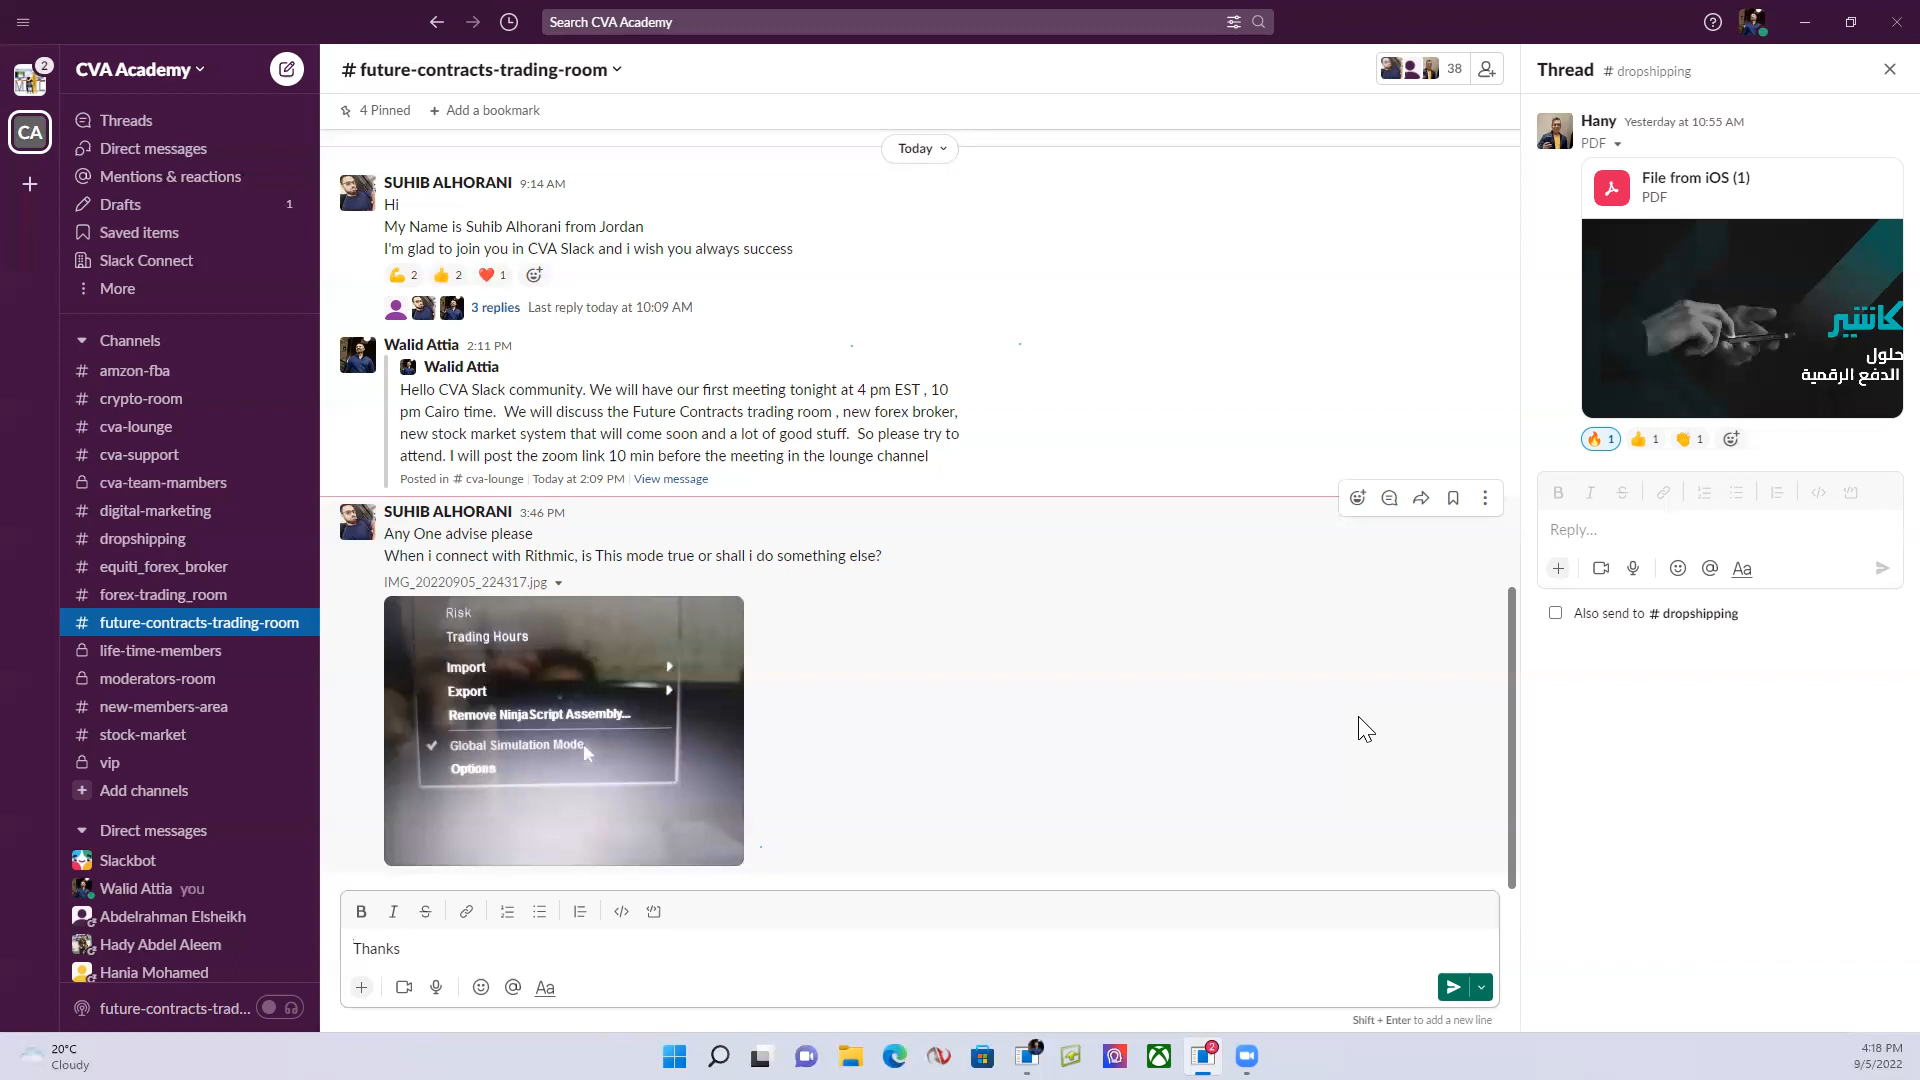 Search CVA Academy
2
CA
CVA Academy
Threads
Direct messages
Mentions & reactions
Drafts 1
Saved items
Slack Connect
More
Channels
# amzon-fba
# crypto-room
# cva-lounge
# cva-support
cva-team-mambers
# digital-marketing
# dropshipping
# equiti_forex_broker
# forex-trading_room
# future-contracts-trading-room
life-time-members
moderators-room
# new-members-area
# stock-market
vip
+ Add channels
Direct messages
Slackbot
Walid Attia you
Abdelrahman Elsheikh
Hady Abdel Aleem
Hania Mohamed
future-contracts-trad...
# future-contracts-trading-room
38
4 Pinned + Add a bookmark
Today
SUHIB ALHORANI 9:14 AM
Hi
My Name is Suhib Alhorani from Jordan
I'm glad to join you in CVA Slack and i wish you always success
2 2 1
3 replies Last reply today at 10:09 AM
Walid Attia 2:11 PM
Walid Attia
Hello CVA Slack community. We will have our first meeting tonight at 4 pm EST , 10
pm Cairo time. We will discuss the Future Contracts trading room , new forex broker,
new stock market system that will come soon and a lot of good stuff. So please try to
attend. I will post the zoom link 10 min before the meeting in the lounge channel
Posted in # cva-lounge | Today at 2:09 PM | View message
SUHIB ALHORANI 3:46 PM
Any One advise please
When i connect with Rithmic, is This mode true or shall i do something else?
IMG_20220905_224317.jpg
Risk
Trading Hours
Import
Export
Remove NinjaScript Assembly...
Global Simulation Mode
Options
B I S
Thanks
Aa
Shift + Enter to add a new line
Thread # dropshipping
Hany Yesterday at 10:55 AM
PDF
File from iOS (1)
PDF
كاشير
حلول
الدفع الرقمية
1 1 1
B I S
Reply...
Aa
Also send to # dropshipping
20°C
Cloudy
2
4:18 PM
9/5/2022